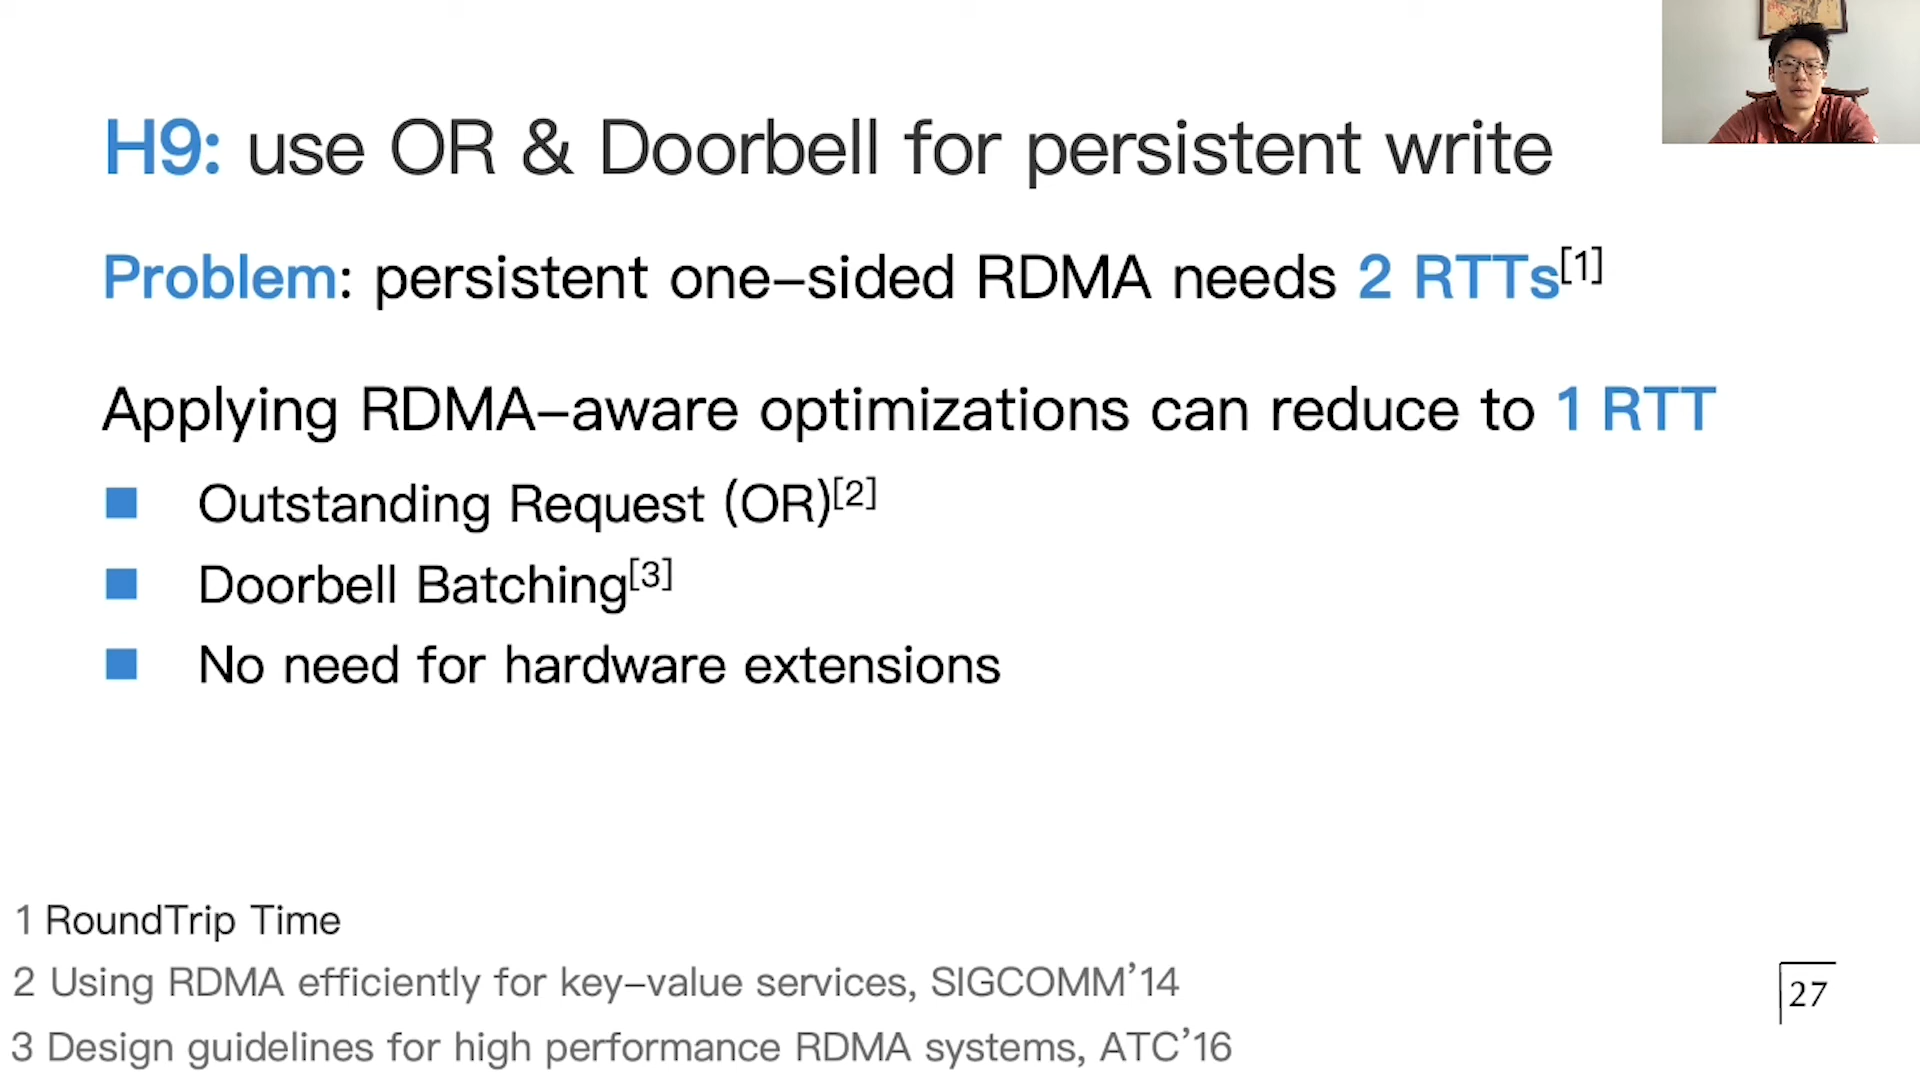 H9: use OR & Doorbell for persistent write
Problem: persistent one-sided RDMA needs 2 RTTs[1]
Applying RDMA-aware optimizations can reduce to 1 RTT
Outstanding Request (OR)[2]
Doorbell Batching[3]
No need for hardware extensions
1 RoundTrip Time
2 Using RDMA efficiently for key-value services, SIGCOMM'14
3 Design guidelines for high performance RDMA systems, ATC'16
27